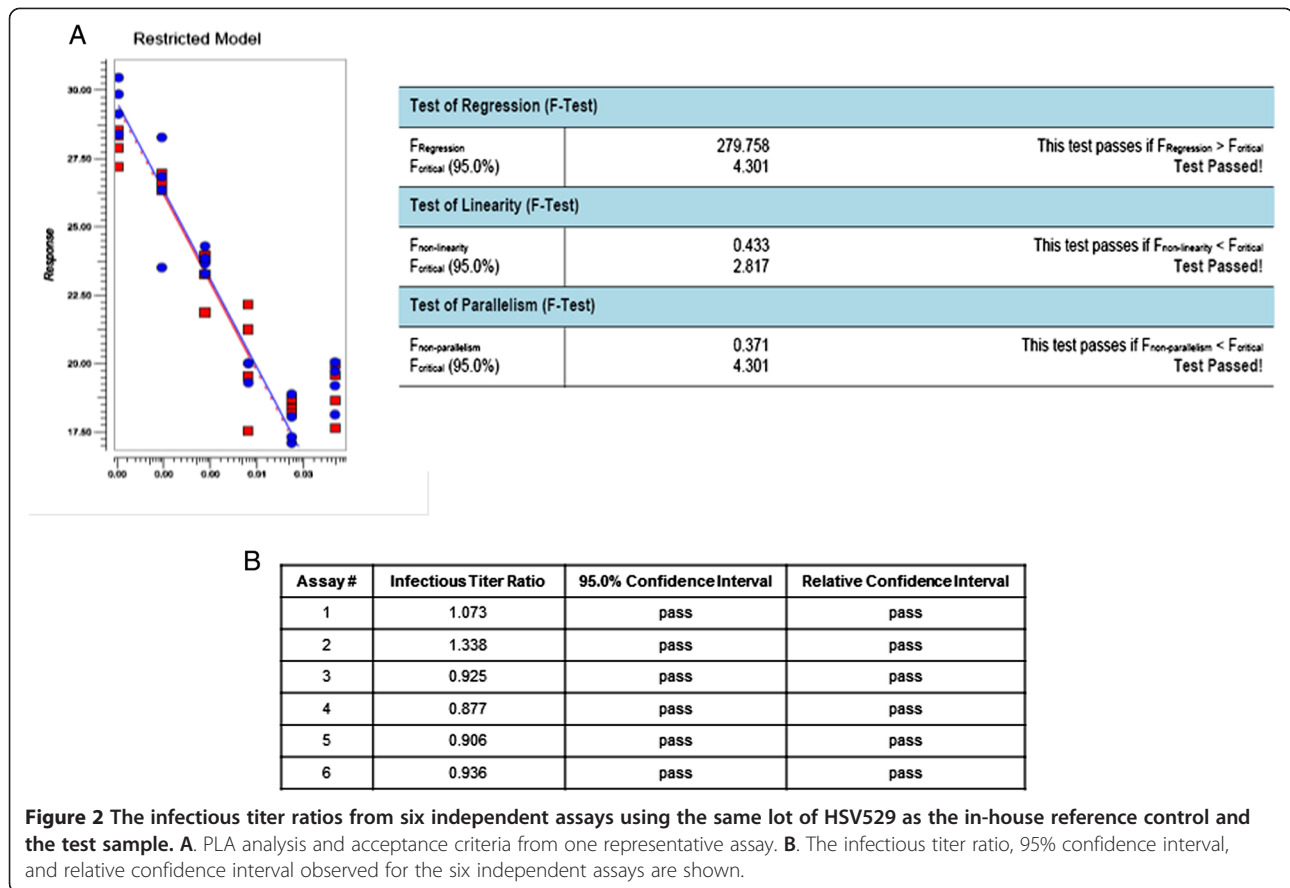 A
Restricted Model
30.00
27.50
25.00
22.50
20.00
17.50
Response
0.00 0.00 0.00 0.01 0.03
Test of Regression (F-Test)
FRegression 279.758 This test passes if FRegression > Fcritical
Fcritical (95.0%) 4.301 Test Passed!
Test of Linearity (F-Test)
Fnon-linearity 0.433 This test passes if Fnon-linearity < Fcritical
Fcritical (95.0%) 2.817 Test Passed!
Test of Parallelism (F-Test)
Fnon-parallelism 0.371 This test passes if Fnon-parallelism < Fcritical
Fcritical (95.0%) 4.301 Test Passed!
B
Assay # Infectious Titer Ratio 95.0% Confidence Interval Relative Confidence Interval
1 1.073 pass pass
2 1.338 pass pass
3 0.925 pass pass
4 0.877 pass pass
5 0.906 pass pass
6 0.936 pass pass
Figure 2 The infectious titer ratios from six independent assays using the same lot of HSV529 as the in-house reference control and
the test sample. A. PLA analysis and acceptance criteria from one representative assay. B. The infectious titer ratio, 95% confidence interval,
and relative confidence interval observed for the six independent assays are shown.